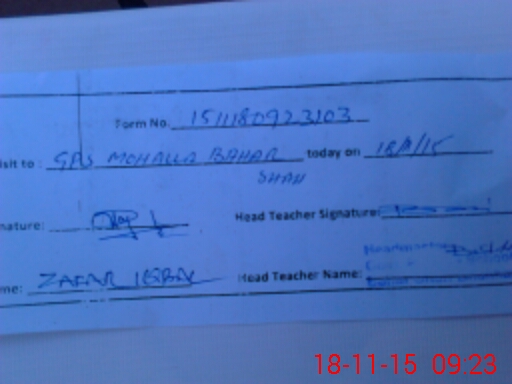 Form No. 1511180923103
isit to : GPS MOHALLA BAHAR today on 18/11/15
SHAH
nature: Head Teacher Signature:
me: ZAFAR IQBAL Head Teacher Name:
18-11-15 09:23